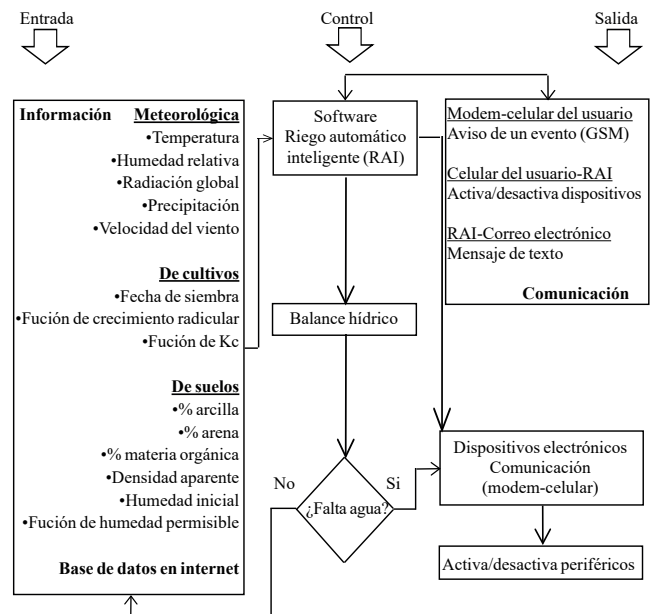 Entrada
Control
Salida
Información Meteorológica
•Temperatura
•Humedad relativa
•Radiación global
•Precipitación
•Velocidad del viento
De cultivos
•Fecha de siembra
•Fución de crecimiento radicular
•Fución de Kc
De suelos
•% arcilla
•% arena
•% materia orgánica
•Densidad aparente
•Humedad inicial
•Fución de humedad permisible
Base de datos en internet
Software
Riego automático
inteligente (RAI)
Balance hídrico
No
Si
¿Falta agua?
Modem-celular del usuario
Aviso de un evento (GSM)
Celular del usuario-RAI
Activa/desactiva dispositivos
RAI-Correo electrónico
Mensaje de texto
Comunicación
Dispositivos electrónicos
Comunicación
(modem-celular)
Activa/desactiva periféricos